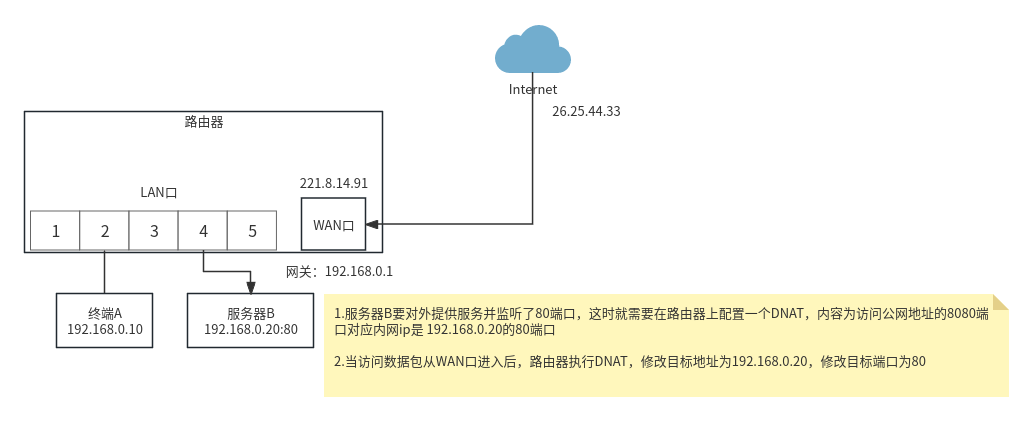 Internet
26.25.44.33
路由器
221.8.14.91
LAN口
1 2 3 4 5
WAN口
网关：192.168.0.1
终端A
192.168.0.10
服务器B
192.168.0.20:80
1.服务器B要对外提供服务并监听了80端口，这时就需要在路由器上配置一个DNAT，内容为访问公网地址的8080端
口对应内网ip是 192.168.0.20的80端口
2.当访问数据包从WAN口进入后，路由器执行DNAT，修改目标地址为192.168.0.20，修改目标端口为80